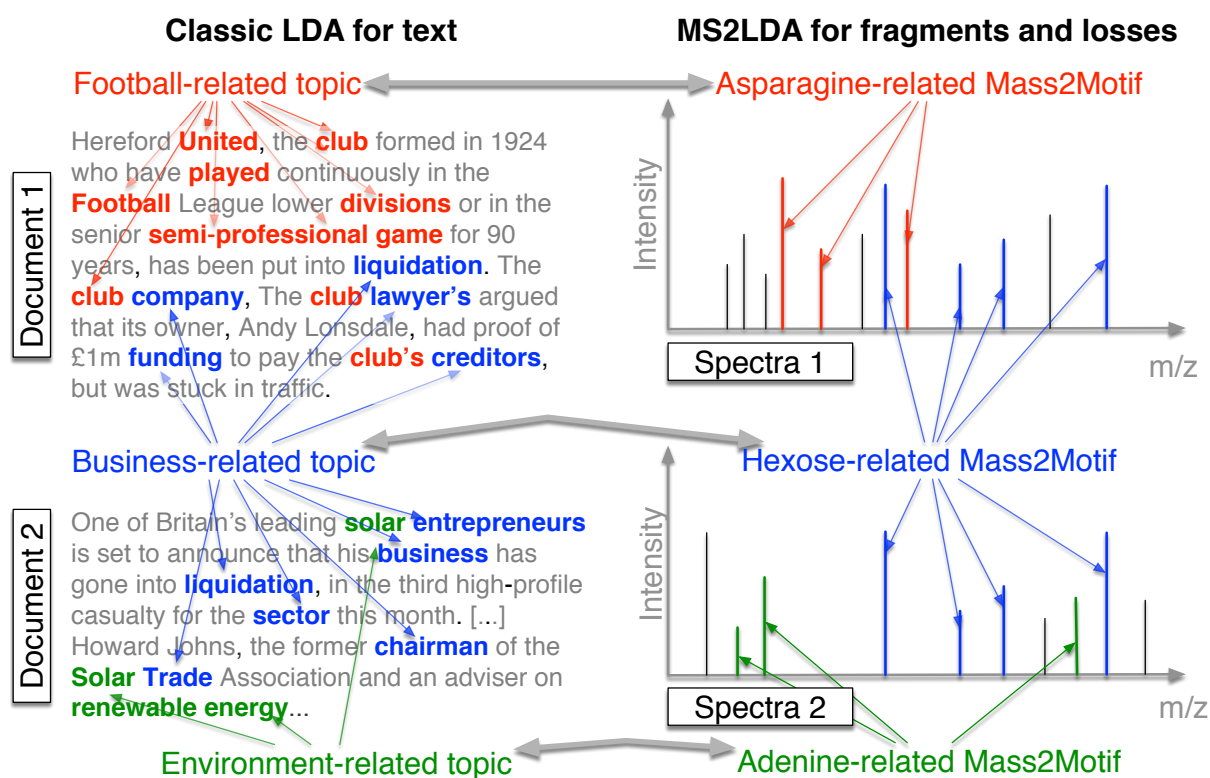 Classic LDA for text
MS2LDA for fragments and losses
Football-related topic
Asparagine-related Mass2Motif
Document 1
Hereford United, the club formed in 1924
who have played continuously in the
Football League lower divisions or in the
senior semi-professional game for 90
years, has been put into liquidation. The
club company, The club lawyer's argued
that its owner, Andy Lonsdale, had proof of
£1m funding to pay the club's creditors,
but was stuck in traffic.
Intensity
Spectra 1
m/z
Business-related topic
Hexose-related Mass2Motif
Document 2
One of Britain's leading solar entrepreneurs
is set to announce that his business has
gone into liquidation, in the third high-profile
casualty for the sector this month. [...]
Howard Johns, the former chairman of the
Solar Trade Association and an adviser on
renewable energy...
Intensity
Spectra 2
m/z
Environment-related topic
Adenine-related Mass2Motif